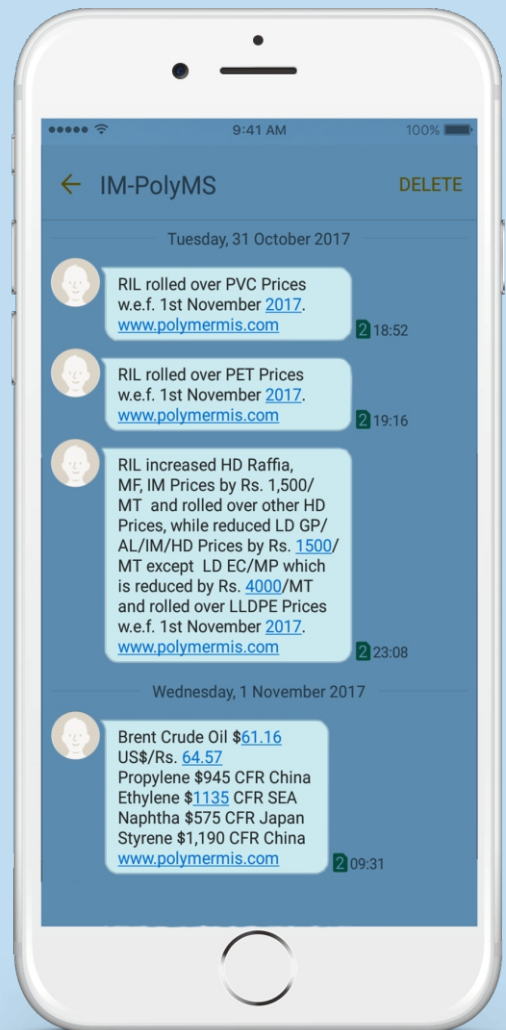 9:41 AM 100%
IM-PolyMS DELETE
Tuesday, 31 October 2017
RIL rolled over PVC Prices
w.e.f. 1st November 2017.
www.polymermis.com
2 18:52
RIL rolled over PET Prices
w.e.f. 1st November 2017.
www.polymermis.com
2 19:16
RIL increased HD Raffia,
MF, IM Prices by Rs. 1,500/
MT and rolled over other HD
Prices, while reduced LD GP/
AL/IM/HD Prices by Rs. 1500/
MT except LD EC/MP which
is reduced by Rs. 4000/MT
and rolled over LLDPE Prices
w.e.f. 1st November 2017.
www.polymermis.com
2 23:08
Wednesday, 1 November 2017
Brent Crude Oil $61.16
US$/Rs. 64.57
Propylene $945 CFR China
Ethylene $1135 CFR SEA
Naphtha $575 CFR Japan
Styrene $1,190 CFR China
www.polymermis.com
2 09:31